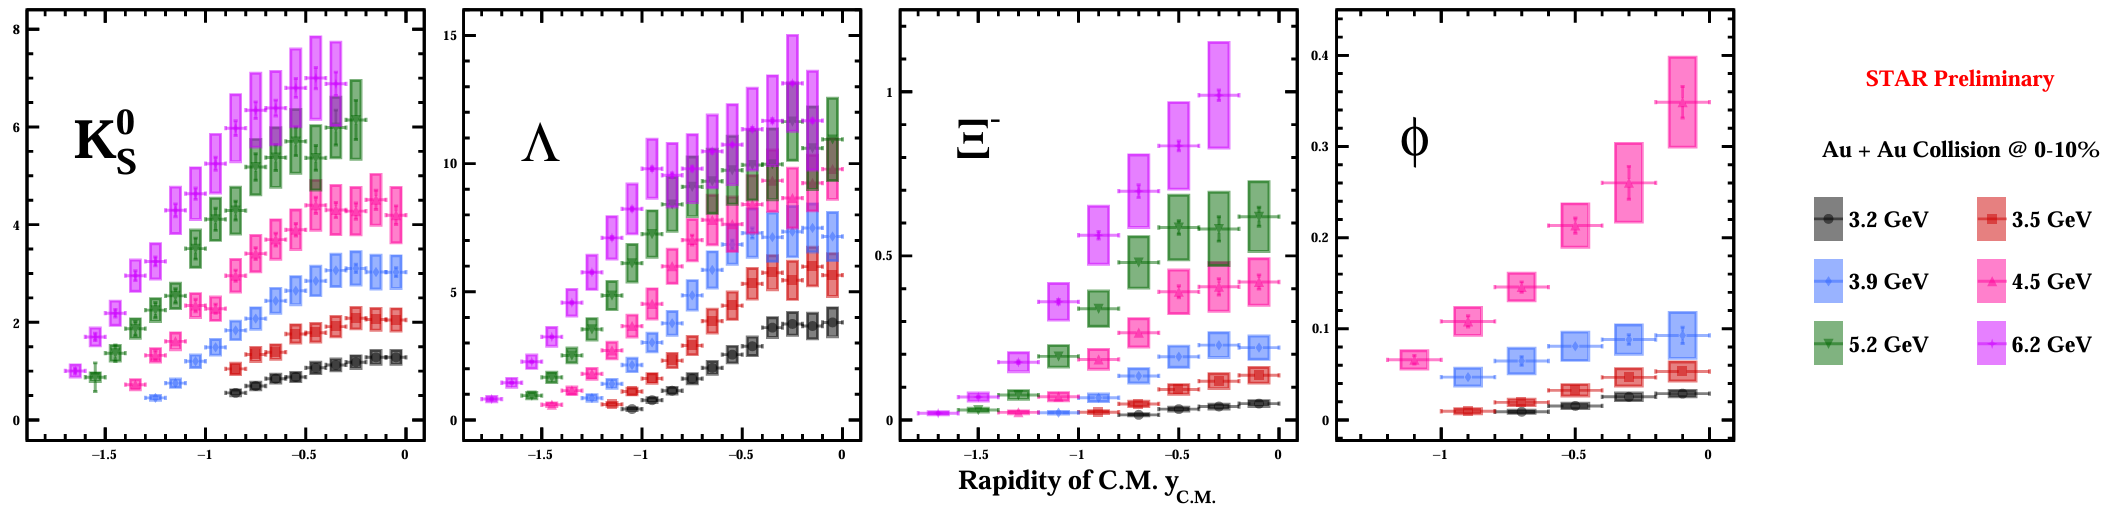 8
6
4
2
0
K⁰_S
−1.5 −1 −0.5 0
15
10
5
0
Λ
−1.5 −1 −0.5 0
1
0.5
0
Ξ⁻
−1.5 −1 −0.5 0
0.4
0.3
0.2
0.1
0
ϕ
−1 −0.5 0
Rapidity of C.M. y_C.M.
STAR Preliminary
Au + Au Collision @ 0-10%
3.2 GeV 3.5 GeV
3.9 GeV 4.5 GeV
5.2 GeV 6.2 GeV